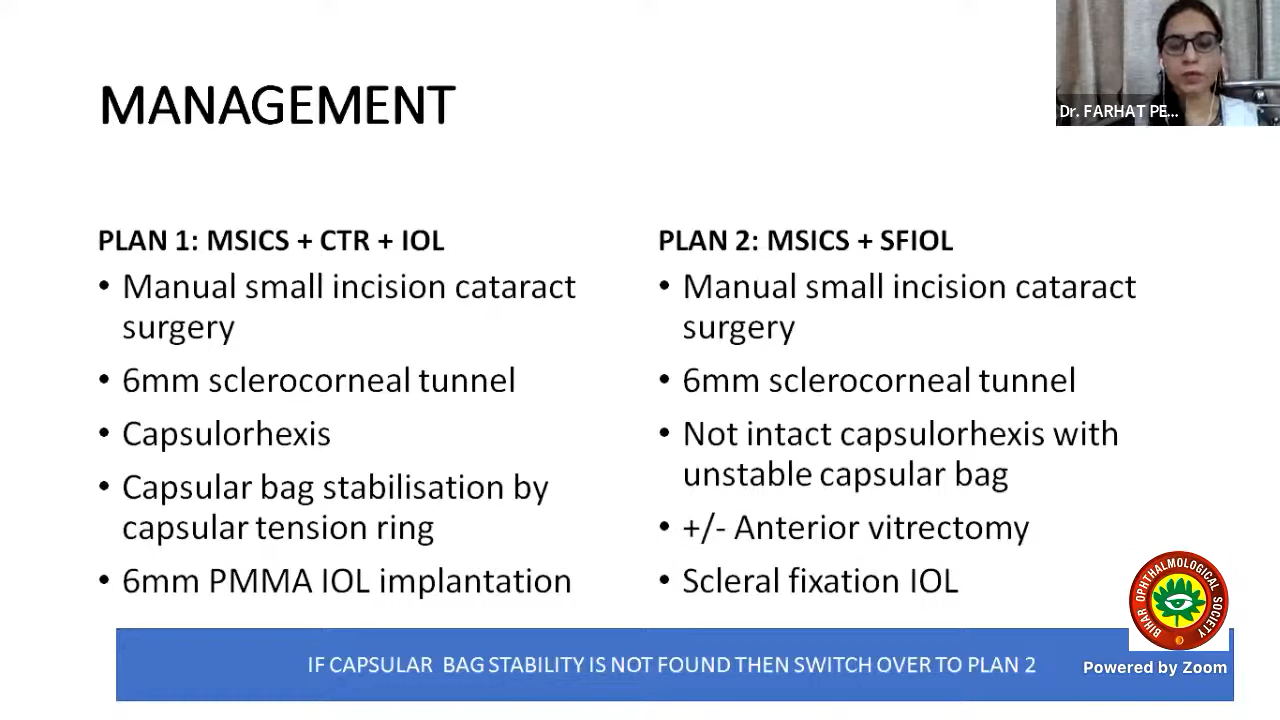 Dr. FARHAT PE...
MANAGEMENT
PLAN 1: MSICS + CTR + IOL
• Manual small incision cataract
surgery
• 6mm sclerocorneal tunnel
• Capsulorhexis
• Capsular bag stabilisation by
capsular tension ring
• 6mm PMMA IOL implantation
PLAN 2: MSICS + SFIOL
• Manual small incision cataract
surgery
• 6mm sclerocorneal tunnel
• Not intact capsulorhexis with
unstable capsular bag
• +/- Anterior vitrectomy
• Scleral fixation IOL
BIHAR OPHTHALMOLOGICAL SOCIETY
IF CAPSULAR BAG STABILITY IS NOT FOUND THEN SWITCH OVER TO PLAN 2
Powered by Zoom